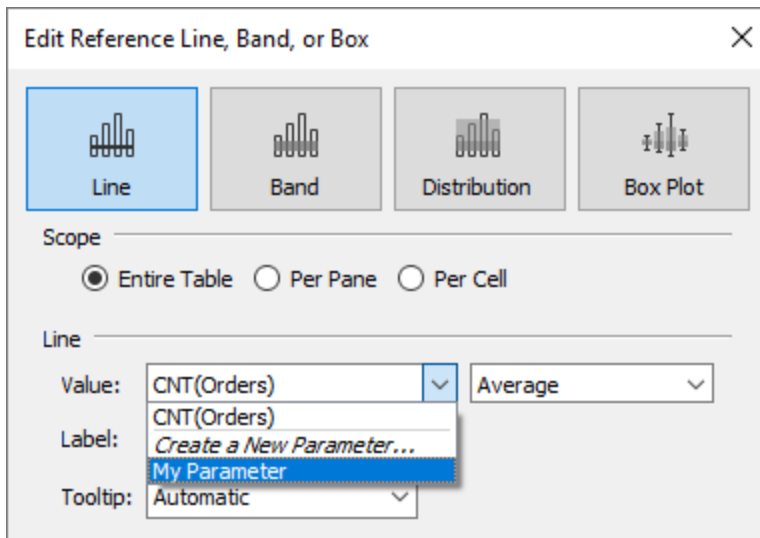 Edit Reference Line, Band, or Box
Line Band Distribution Box Plot
Scope
Entire Table Per Pane Per Cell
Line
Value: CNT(Orders) Average
CNT(Orders)
Label: Create a New Parameter...
My Parameter
Tooltip: Automatic